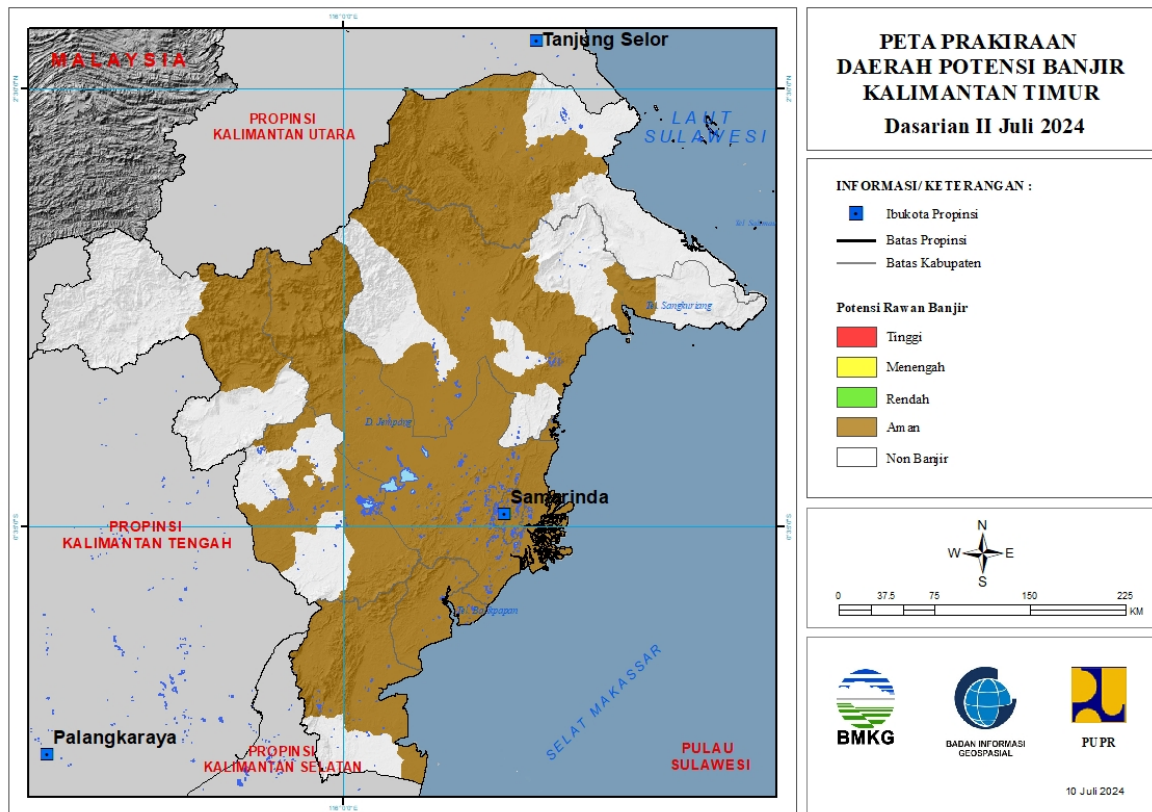 PETA PRAKIRAAN
DAERAH POTENSI BANJIR
KALIMANTAN TIMUR
Dasarian II Juli 2024
INFORMASI/ KETERANGAN :
Ibukota Propinsi
Batas Propinsi
Batas Kabupaten
Potensi Rawan Banjir
Tinggi
Menengah
Rendah
Aman
Non Banjir
N
W E
S
0 37.5 75 150 225
KM
BMKG
BADAN INFORMASI
GEOSPASIAL
PUPR
10 Juli 2024
Tanjung Selor
MALAYSIA
PROPINSI
KALIMANTAN UTARA
LAUT
SULAWESI
Tel. Sangkuriang
D. Jempang
Samarinda
PROPINSI
KALIMANTAN TENGAH
Tel. Balikpapan
SELAT MAKASSAR
Palangkaraya
PROPINSI
KALIMANTAN SELATAN
PULAU
SULAWESI